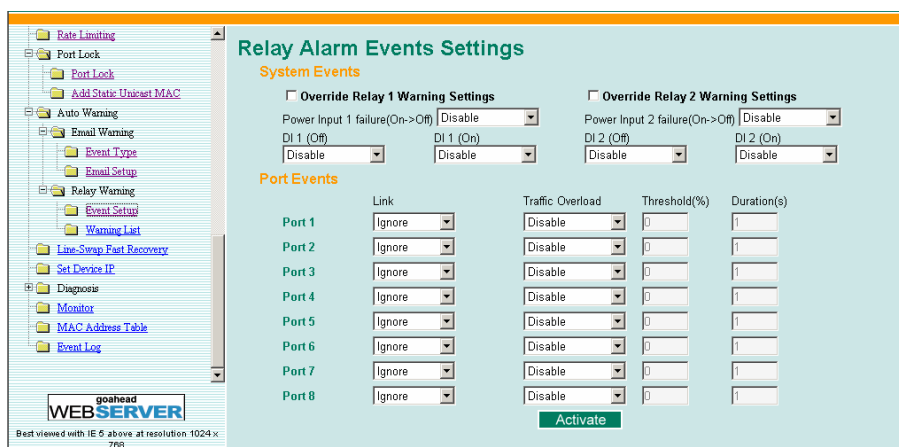 Rate Limiting
Port Lock
Port Lock
Add Static Unicast MAC
Auto Warning
Email Warning
Event Type
Email Setup
Relay Warning
Event Setup
Warning List
Line-Swap Fast Recovery
Set Device IP
Diagnosis
Monitor
MAC Address Table
Event Log
goahead
WEBSERVER
Best viewed with IE 5 above at resolution 1024 x
768
Relay Alarm Events Settings
System Events
Override Relay 1 Warning Settings Override Relay 2 Warning Settings
Power Input 1 failure(On->Off) Disable Power Input 2 failure(On->Off) Disable
DI 1 (Off) DI 1 (On) DI 2 (Off) DI 2 (On)
Disable Disable Disable Disable
Port Events
Link Traffic Overload Threshold(%) Duration(s)
Port 1 Ignore Disable 0 1
Port 2 Ignore Disable 0 1
Port 3 Ignore Disable 0 1
Port 4 Ignore Disable 0 1
Port 5 Ignore Disable 0 1
Port 6 Ignore Disable 0 1
Port 7 Ignore Disable 0 1
Port 8 Ignore Disable 0 1
Activate